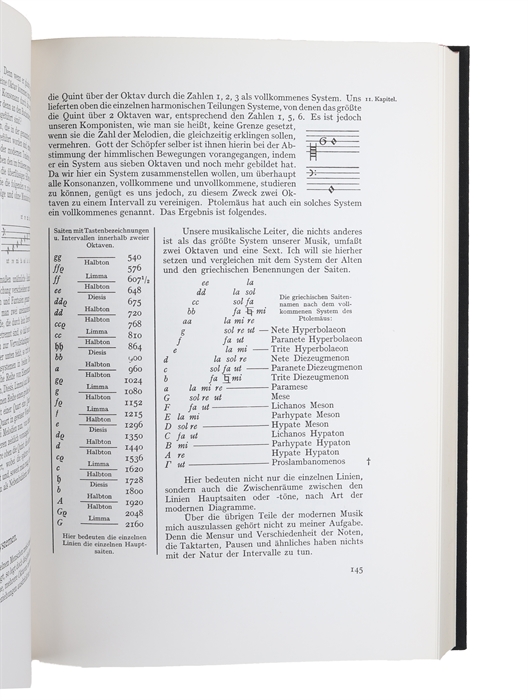 die Quint über der Oktav durch die Zahlen 1, 2, 3 als vollkommenes System. Uns
11. Kapitel.
lieferten oben die einzelnen harmonischen Teilungen Systeme, von denen das größte
die Quint über 2 Oktaven war, entsprechend den Zahlen 1, 5, 6. Es ist jedoch
unseren Komponisten, wie man sie heißt, keine Grenze gesetzt,
wenn sie die Zahl der Melodien, die gleichzeitig erklingen sollen,
vermehren. Gott der Schöpfer selber ist ihnen hierin bei der Ab-
stimmung der himmlischen Bewegungen vorangegangen, indem
er ein System aus sieben Oktaven und noch mehr gebildet hat.
Da wir hier ein System zusammenstellen wollen, um überhaupt
alle Konsonanzen, vollkommene und unvollkommene, studieren
zu können, genügt es uns jedoch, zu diesem Zweck zwei Ok-
taven zu einem Intervall zu vereinigen. Ptolemäus hat auch ein solches System
ein vollkommenes genannt. Das Ergebnis ist folgendes.
Saiten mit Tastenbezeichnungen
u. Intervallen innerhalb zweier
Oktaven.
gg 540
Halbton
ffϱ 576
Limma
ff 607 1/2
Halbton
ee 648
Diesis
ddϱ 675
Halbton
dd 720
Halbton
ccϱ 768
Limma
cc 810
Halbton
hh 864
Diesis
bb 900
Halbton
a 960
Halbton
gϱ 1024
Limma
g 1080
Halbton
fϱ 1152
Limma
f 1215
Halbton
e 1296
Diesis
dϱ 1350
Halbton
d 1440
Halbton
cϱ 1536
Limma
c 1620
Halbton
h 1728
Diesis
b 1800
Halbton
A 1920
Halbton
Gϱ 2048
Limma
G 2160
Hier bedeuten die einzelnen
Linien die einzelnen Haupt-
saiten.
Unsere musikalische Leiter, die nichts anderes
ist als das größte System unserer Musik, umfaßt
zwei Oktaven und eine Sext. Ich will sie hierher
setzen und vergleichen mit dem System der Alten
und den griechischen Benennungen der Saiten.
ee la
dd la sol
cc sol fa
bb fa ♮ mi
aa la mi re
Die griechischen Saiten-
namen nach dem voll-
kommenen System des
Ptolemäus:
g sol re ut — Nete Hyperbolaeon
f fa ut — Paranete Hyperbolaeon
e la mi — Trite Hyperbolaeon
d la sol re — Nete Diezeugmenon
c sol fa ut — Paranete Diezeugmenon
b fa ♮ mi — Trite Diezeugmenon
a la mi re — Paramese
G sol re ut — Mese
F fa ut — Lichanos Meson
E la mi — Parhypate Meson
D sol re — Hypate Meson
C fa ut — Lichanos Hypaton
B mi — Parhypate Hypaton
A re — Hypate Hypaton
Γ ut — Proslambanomenos †
Hier bedeuten nicht nur die einzelnen Linien,
sondern auch die Zwischenräume zwischen den
Linien Hauptsaiten oder -töne, nach Art der
modernen Diagramme.
Über die übrigen Teile der modernen Musik
mich auszulassen gehört nicht zu meiner Aufgabe.
Denn die Mensur und Verschiedenheit der Noten,
die Taktarten, Pausen und ähnliches haben nichts
mit der Natur der Intervalle zu tun.
145